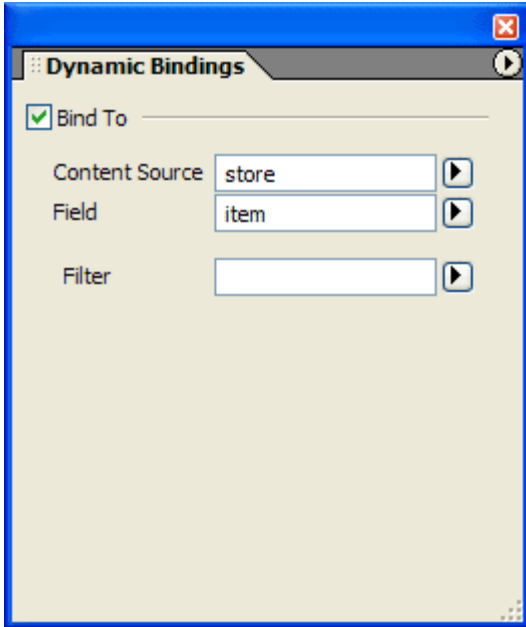 Dynamic Bindings
Bind To
Content Source store
Field item
Filter